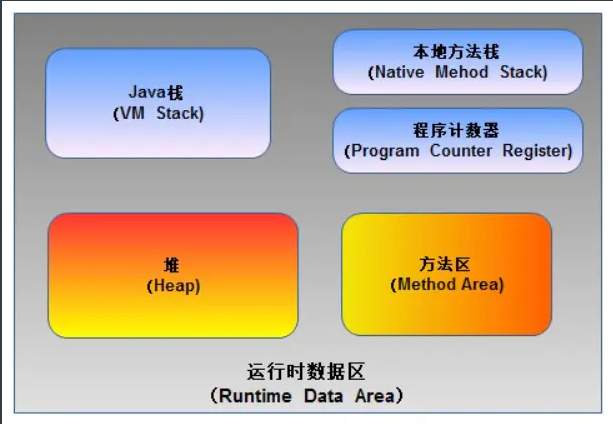 Java栈
(VM Stack)
本地方法栈
(Native Mehod Stack)
程序计数器
(Program Counter Register)
堆
(Heap)
方法区
(Method Area)
运行时数据区
（Runtime Data Area）